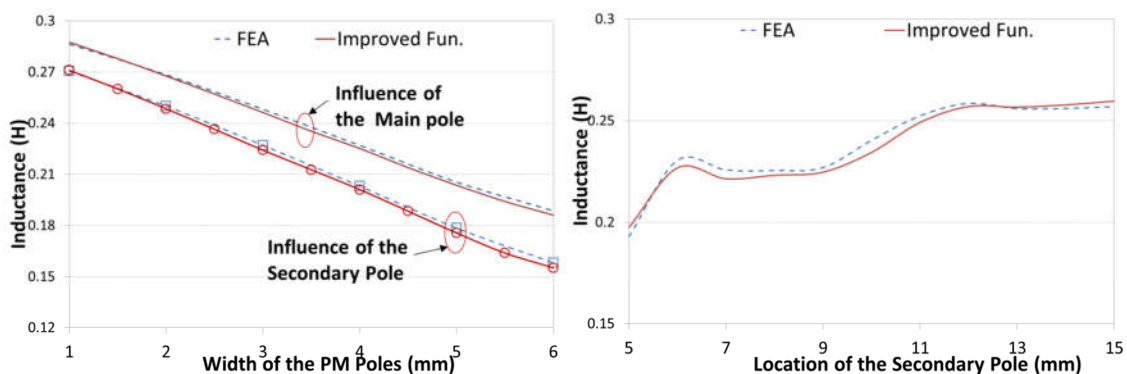 0.3
FEA
Improved Fun.
0.27
0.24
0.21
0.18
0.15
0.12
Inductance (H)
Influence of
the Main pole
Influence of the
Secondary Pole
1
2
3
4
5
6
Width of the PM Poles (mm)
0.3
FEA
Improved Fun.
0.25
0.2
0.15
Inductance (H)
5
7
9
11
13
15
Location of the Secondary Pole (mm)